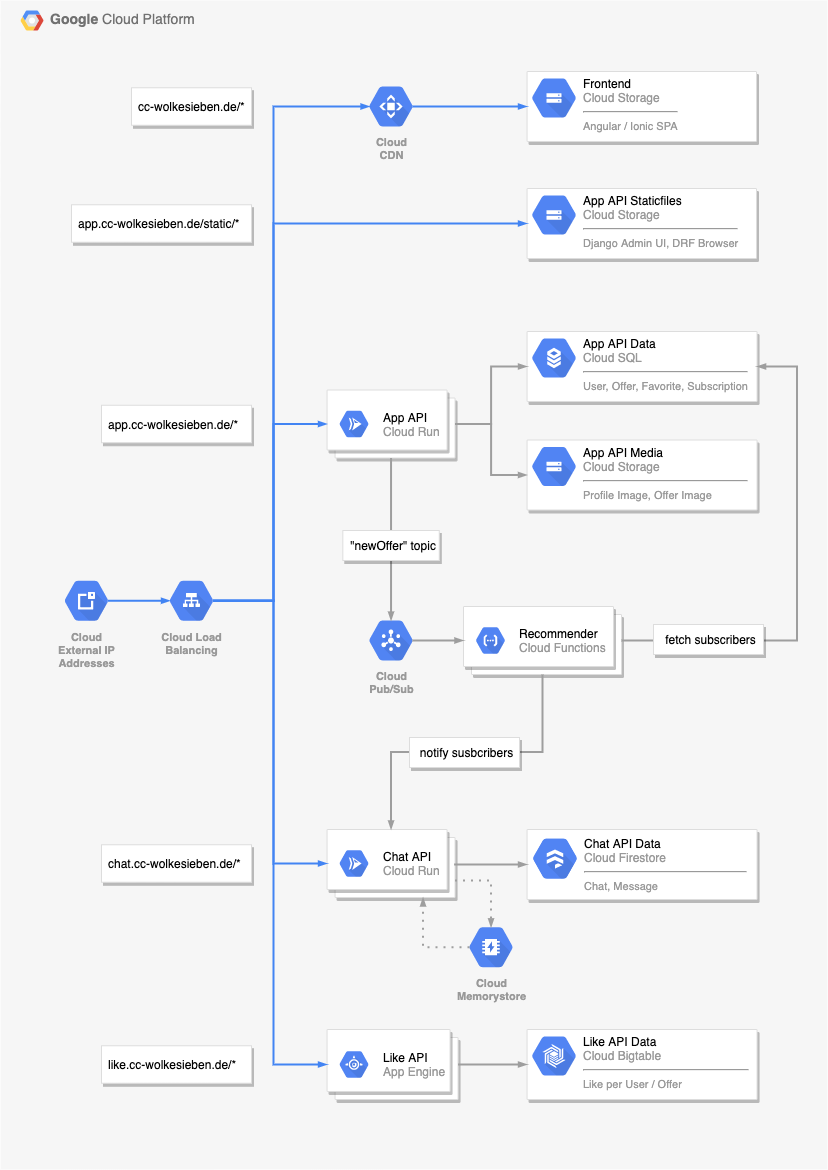 Google Cloud Platform
cc-wolkesieben.de/*
Cloud
CDN
Frontend
Cloud Storage
Angular / Ionic SPA
app.cc-wolkesieben.de/static/*
App API Staticfiles
Cloud Storage
Django Admin UI, DRF Browser
App API Data
Cloud SQL
User, Offer, Favorite, Subscription
app.cc-wolkesieben.de/*
App API
Cloud Run
App API Media
Cloud Storage
Profile Image, Offer Image
"newOffer" topic
Cloud
External IP
Addresses
Cloud Load
Balancing
Cloud
Pub/Sub
Recommender
Cloud Functions
fetch subscribers
notify susbcribers
chat.cc-wolkesieben.de/*
Chat API
Cloud Run
Chat API Data
Cloud Firestore
Chat, Message
Cloud
Memorystore
like.cc-wolkesieben.de/*
Like API
App Engine
Like API Data
Cloud Bigtable
Like per User / Offer